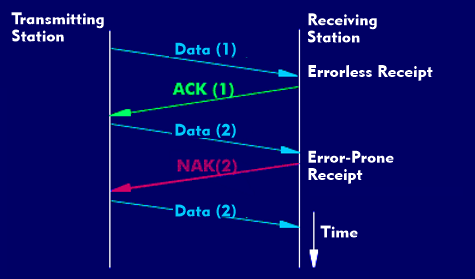 Transmitting
Station
Receiving
Station
Data (1)
Errorless Receipt
ACK (1)
Data (2)
Error-Prone
Receipt
NAK(2)
Data (2)
Time